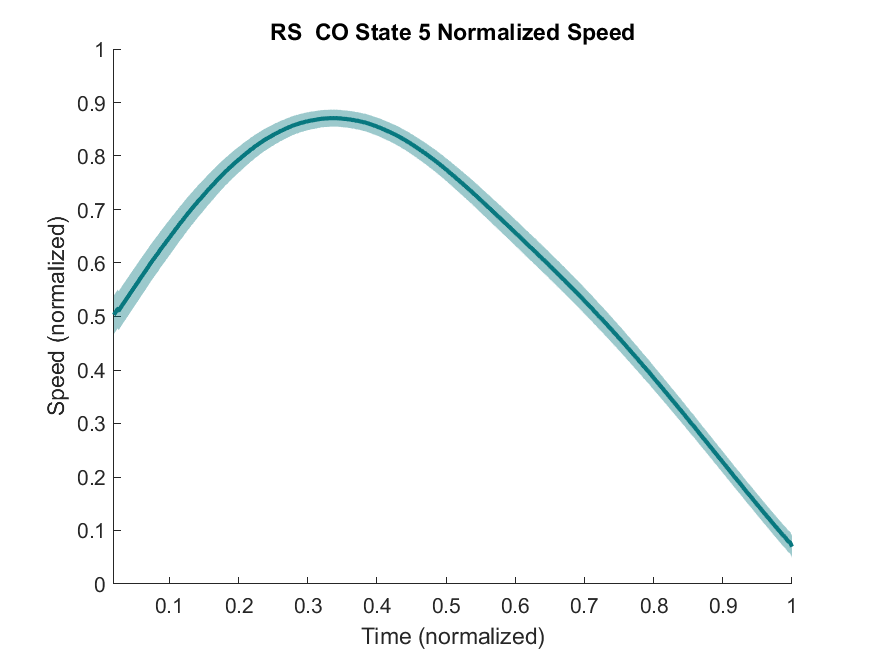 RS  CO State 5 Normalized Speed
1
0.9
0.8
0.7
0.6
0.5
0.4
0.3
0.2
0.1
0
Speed (normalized)
0.1 0.2 0.3 0.4 0.5 0.6 0.7 0.8 0.9 1
Time (normalized)